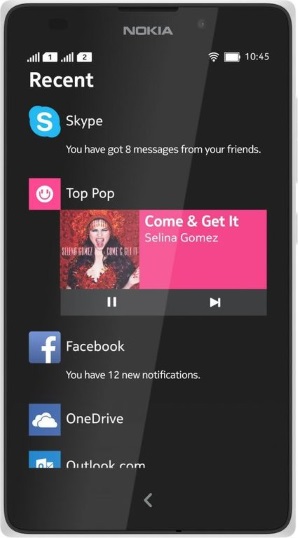 NOKIA
1 2 10:45
Recent
Skype
You have got 8 messages from your friends.
Top Pop
Come & Get It
Selina Gomez
SELENA GOMEZ COME & GET IT
Facebook
You have 12 new notifications.
OneDrive
Outlook.com